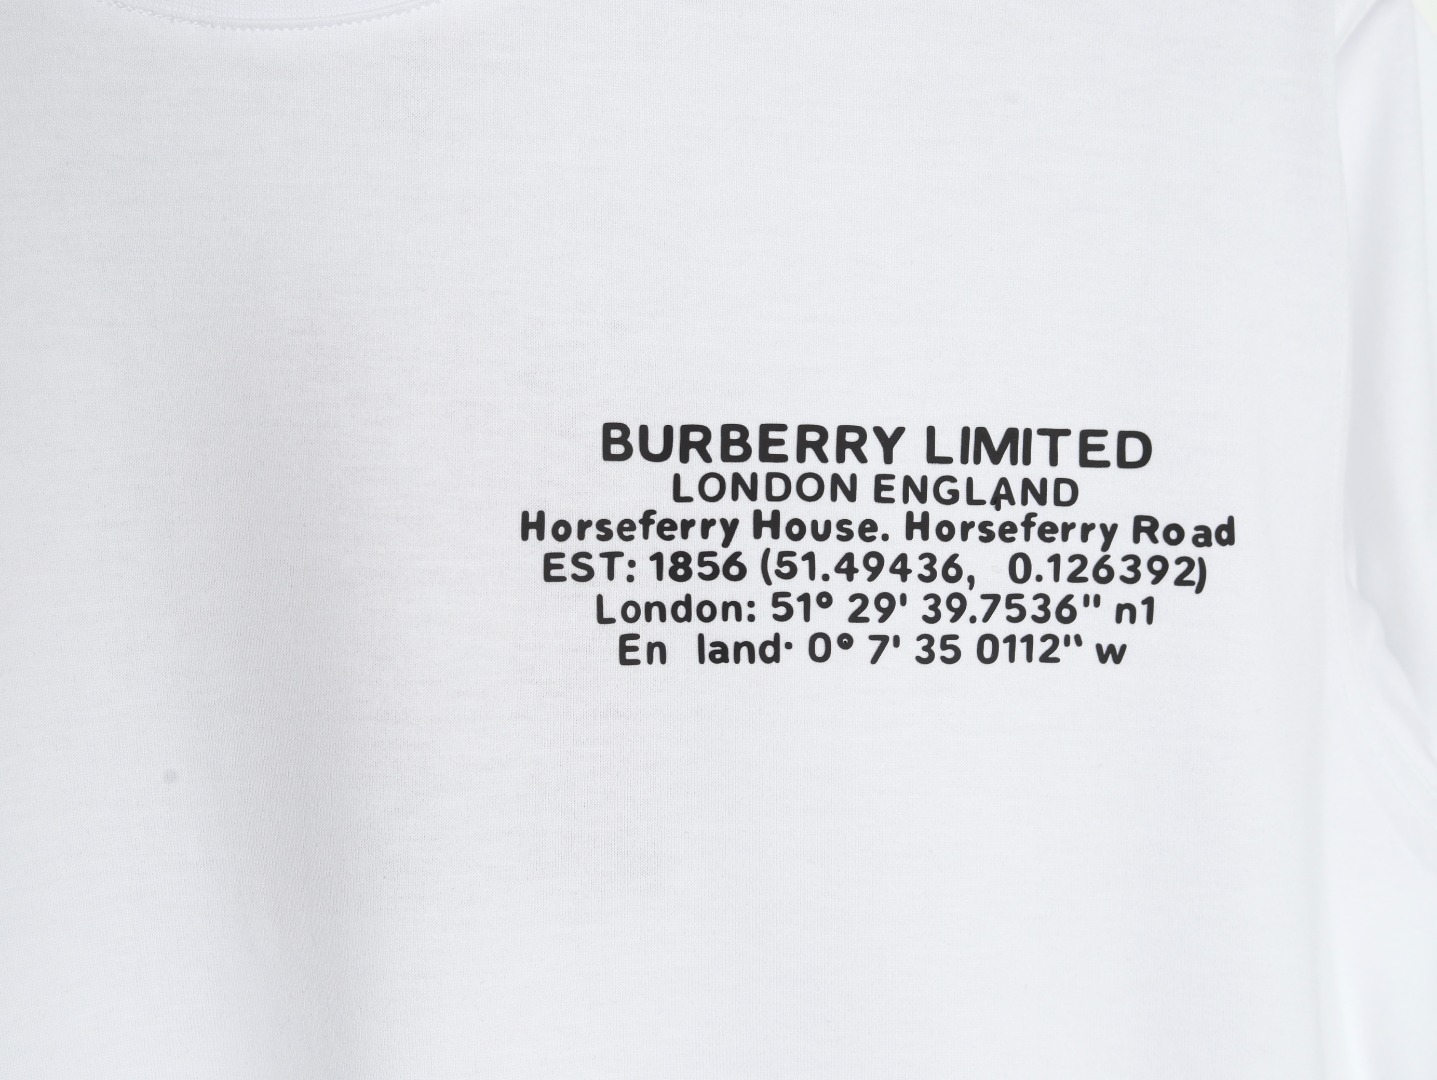 BURBERRY LIMITED
LONDON ENGLAND
Horseferry House. Horseferry Road
EST: 1856 (51.49436, 0.126392)
London: 51° 29' 39.7536" n1
En land· 0° 7' 35 0112" w